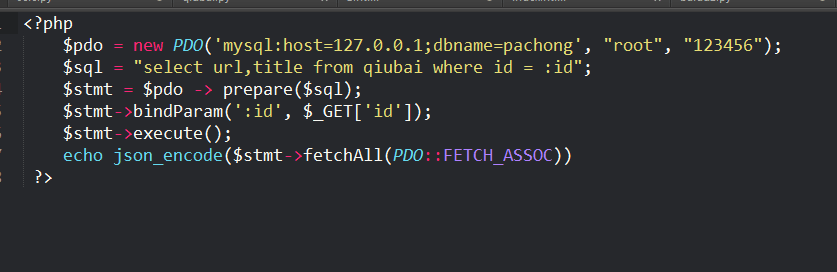 <?php
$pdo = new PDO('mysql:host=127.0.0.1;dbname=pachong', "root", "123456");
$sql = "select url,title from qiubai where id = :id";
$stmt = $pdo -> prepare($sql);
$stmt->bindParam(':id', $_GET['id']);
$stmt->execute();
echo json_encode($stmt->fetchAll(PDO::FETCH_ASSOC))
?>